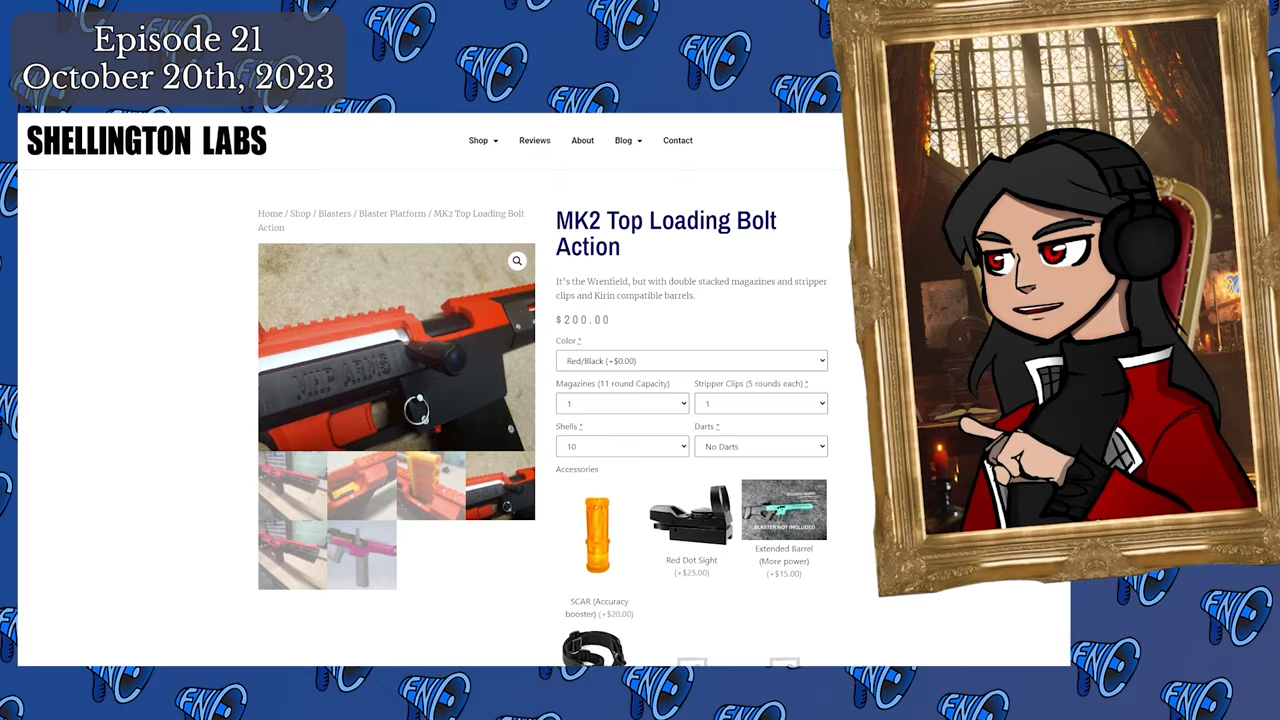 Episode 21
October 20th, 2023
SHELLINGTON LABS
Shop
Reviews
About
Blog
Contact
Home / Shop / Blasters / Blaster Platform / MK2 Top Loading Bolt
Action
MK2 Top Loading Bolt
Action
It's the Wrenfield, but with double stacked magazines and stripper
clips and Kirin compatible barrels.
$200.00
Color *
Red/Black (+$0.00)
Magazines (11 round Capacity)
Stripper Clips (5 rounds each) *
1
1
Shells *
Darts *
10
No Darts
Accessories
SCAR (Accuracy
booster) (+$20.00)
Red Dot Sight
(+$25.00)
BLASTER NOT INCLUDED
Extended Barrel
(More power)
(+$15.00)
FNC